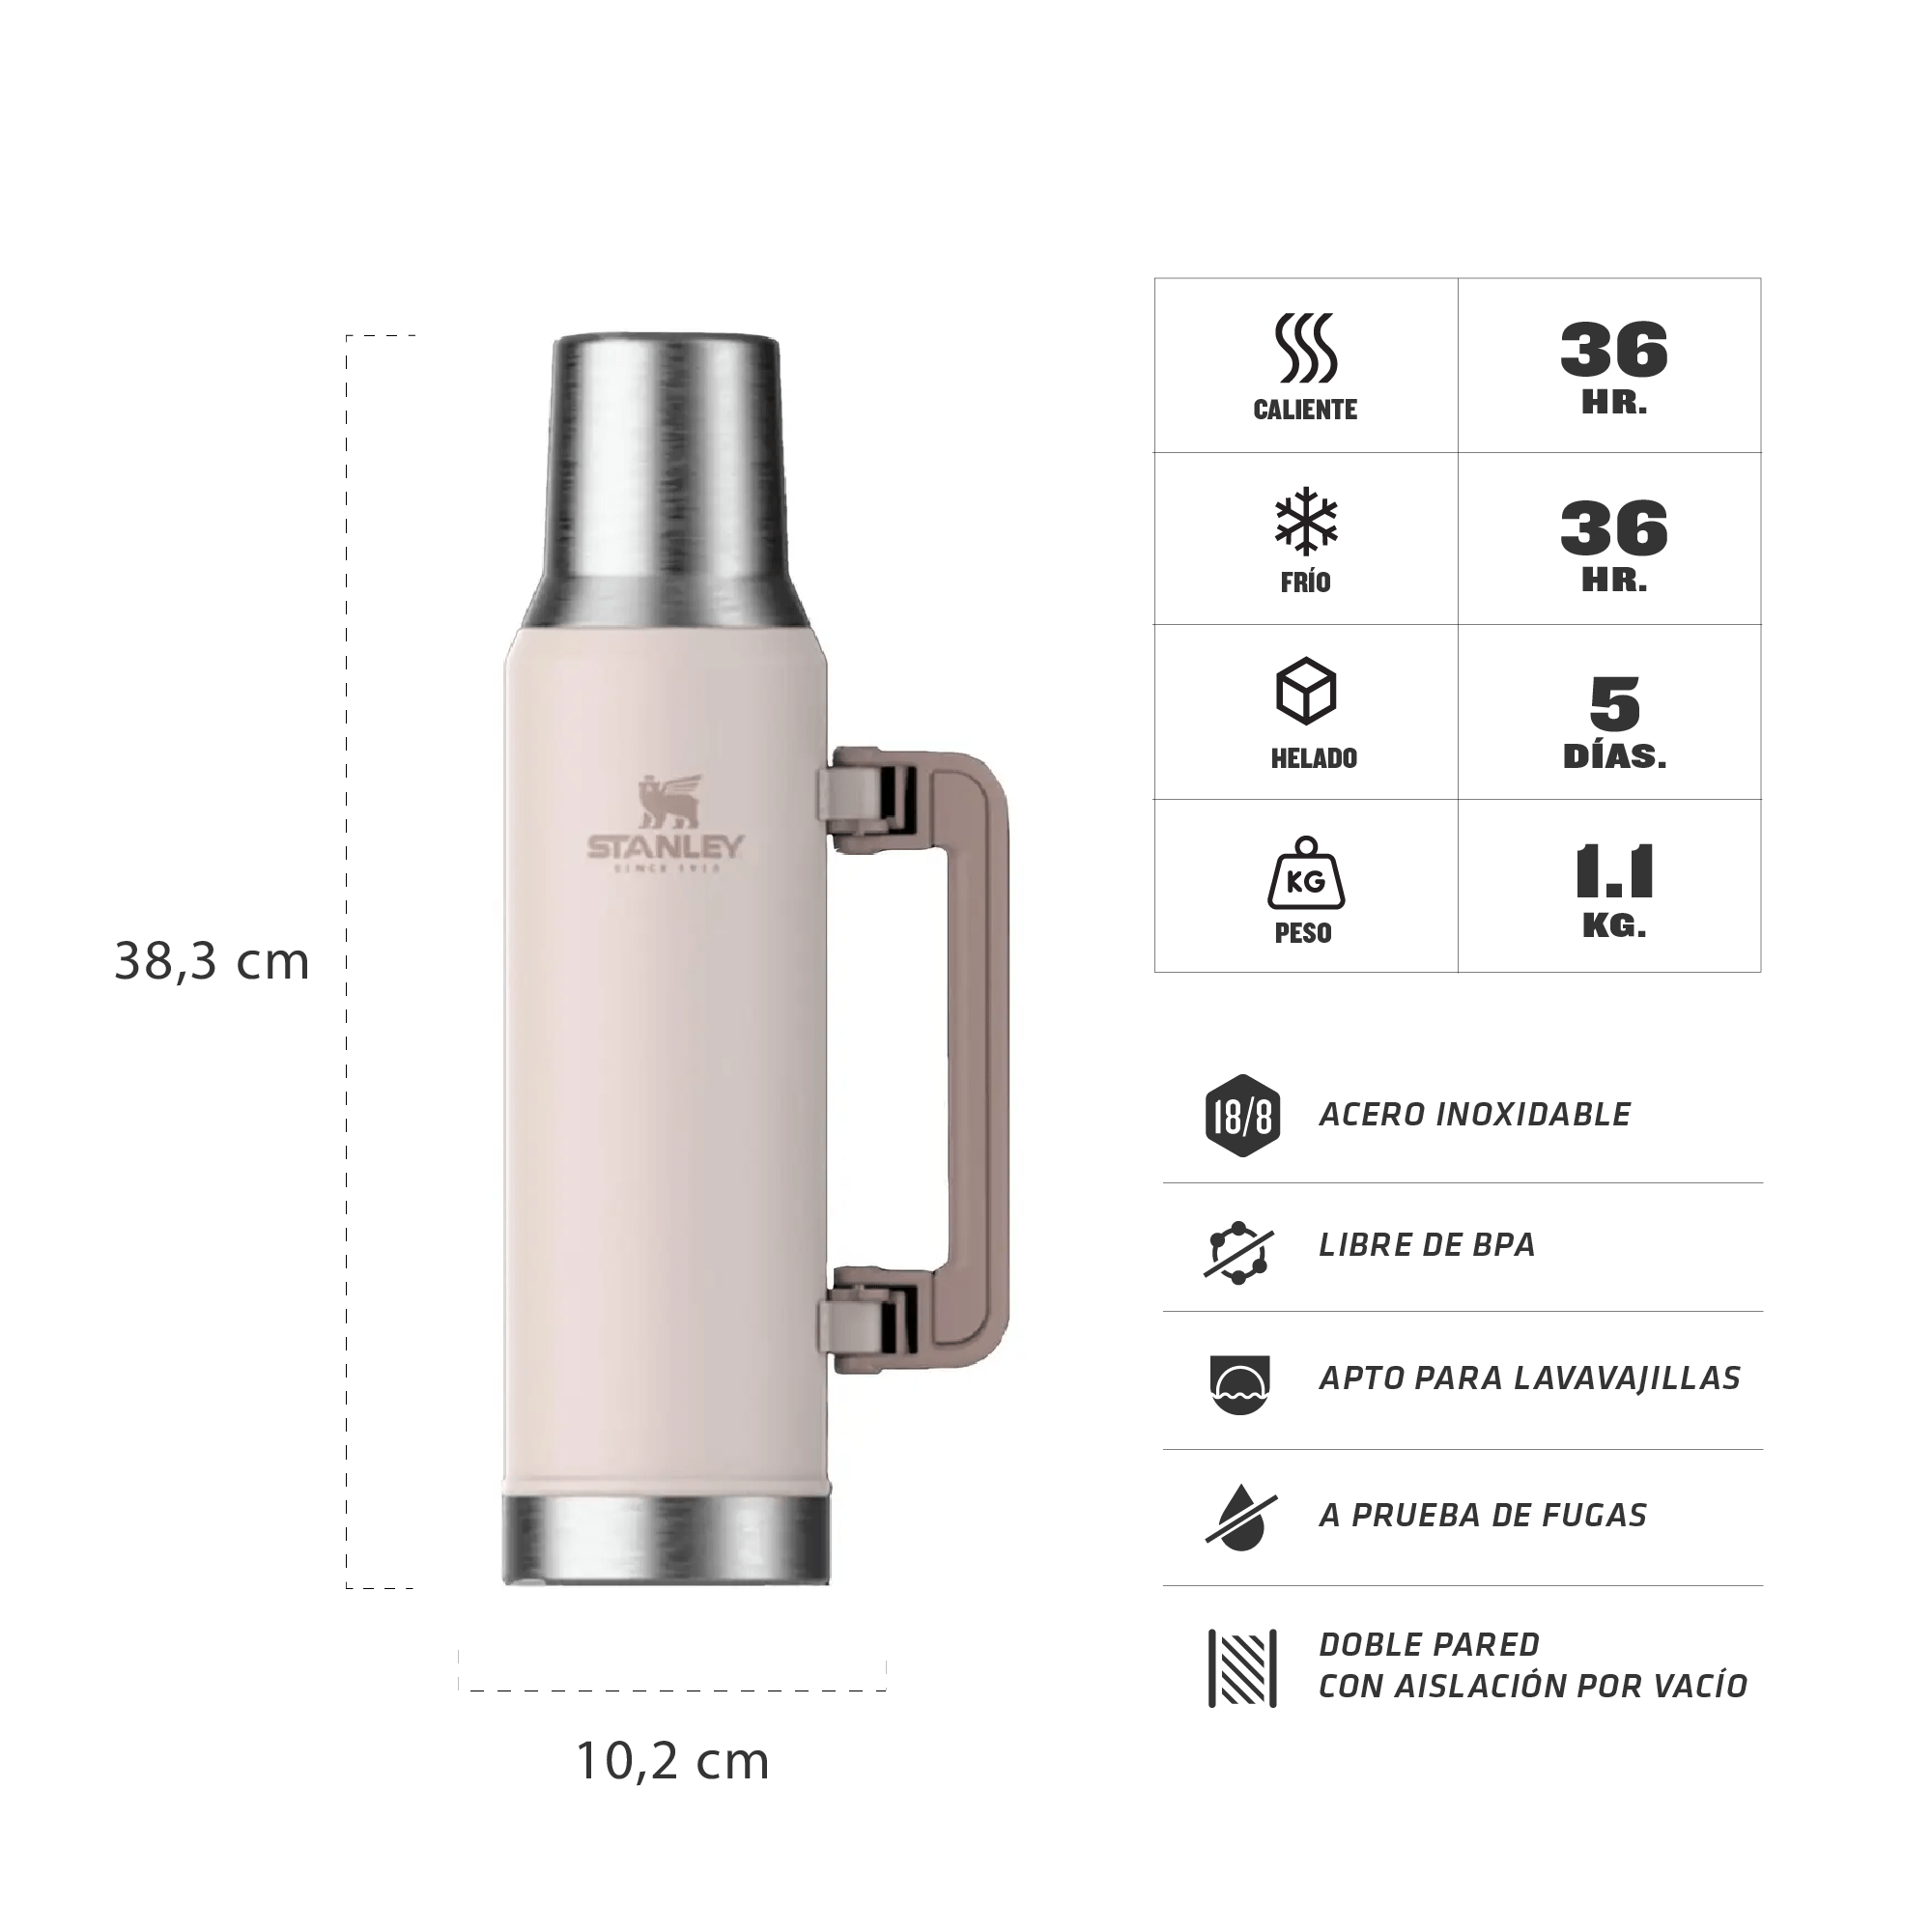 38,3 cm
10,2 cm
STANLEY
SINCE 1913
CALIENTE
36
HR.
FRÍO
36
HR.
HELADO
5
DÍAS.
KG
PESO
1.1
KG.
18/8
ACERO INOXIDABLE
LIBRE DE BPA
APTO PARA LAVAVAJILLAS
A PRUEBA DE FUGAS
DOBLE PARED
CON AISLACIÓN POR VACÍO